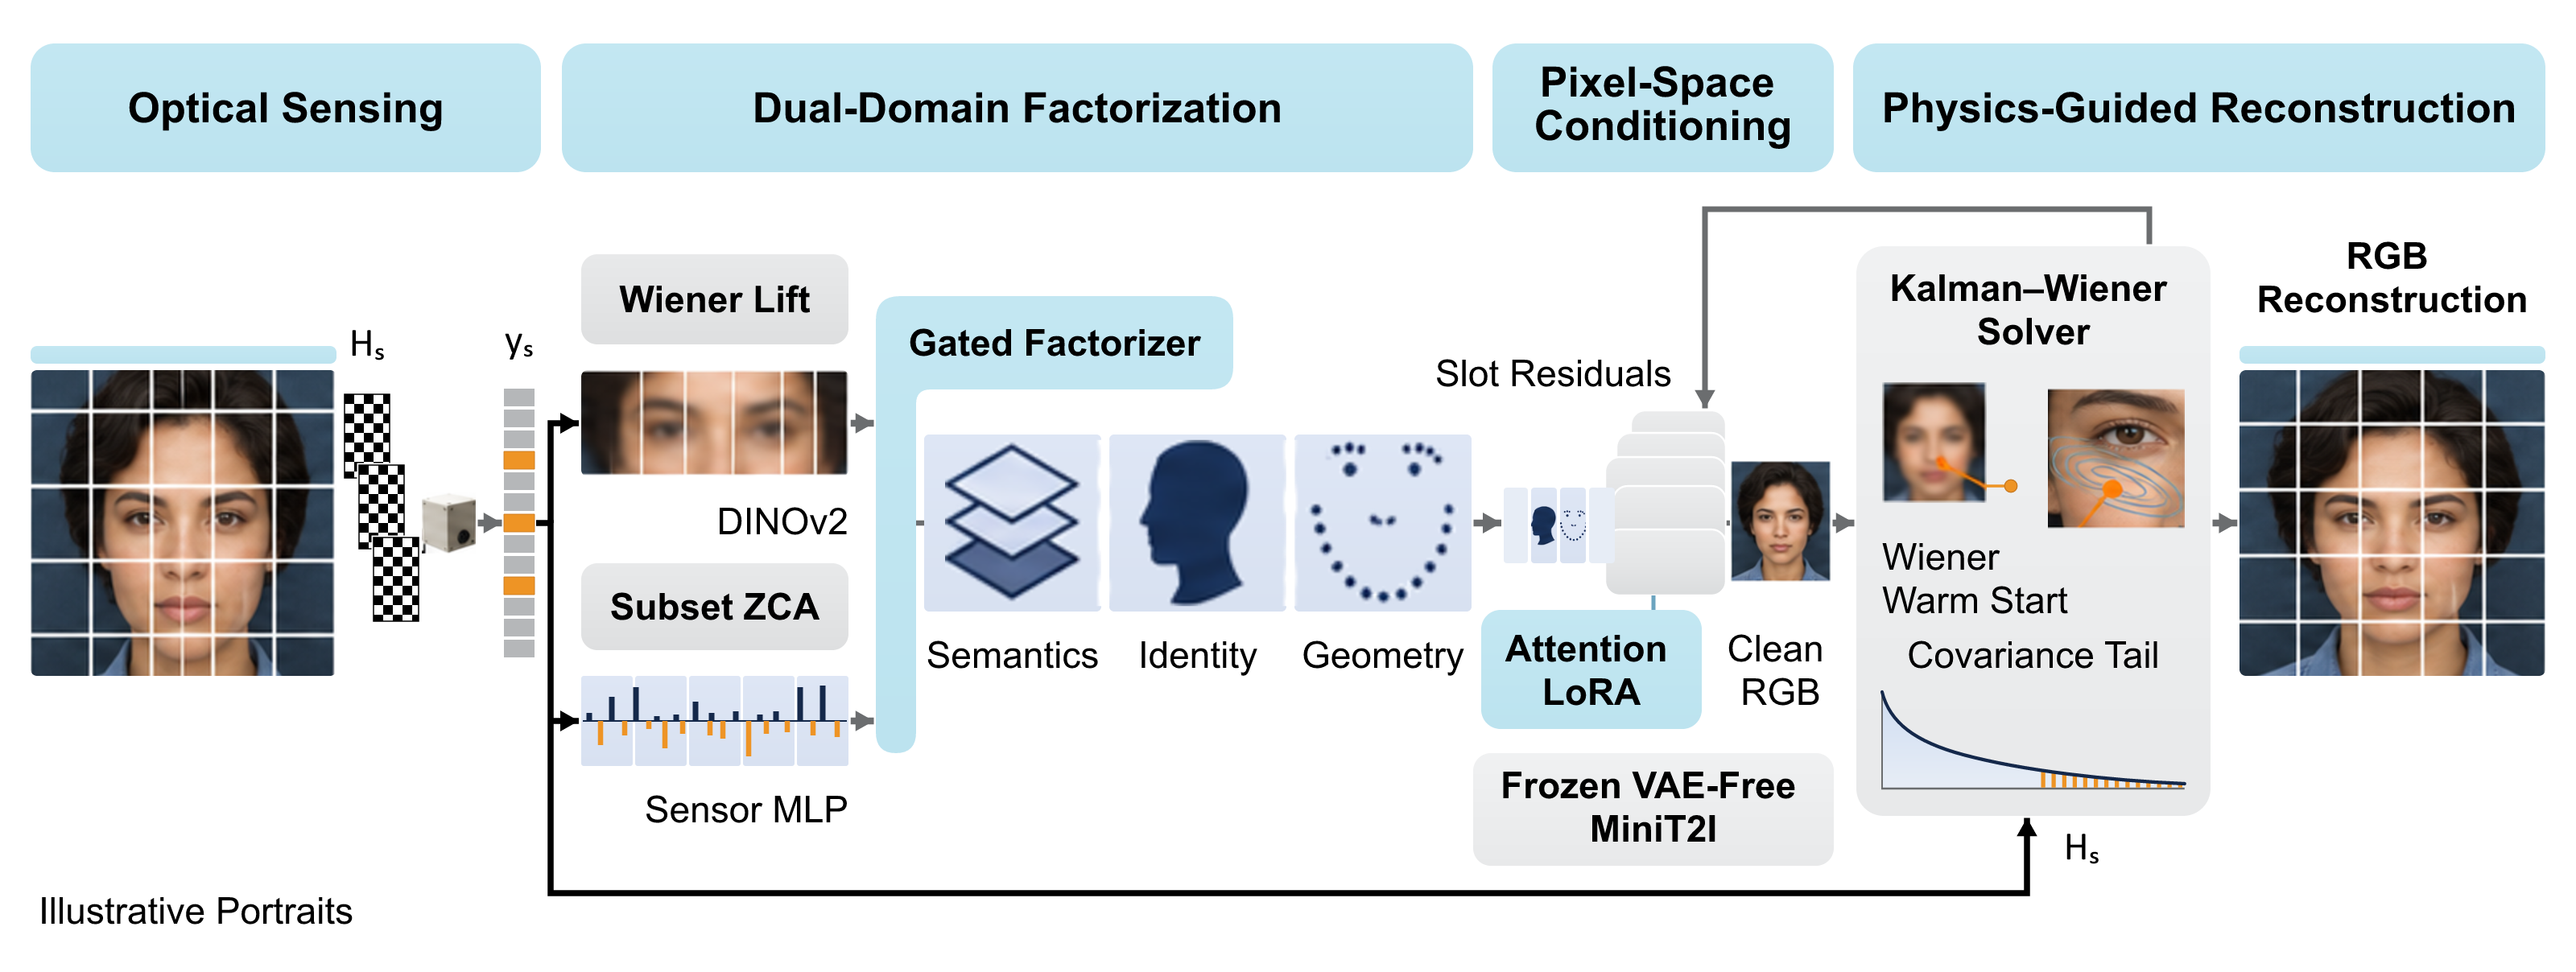 Optical Sensing
Dual-Domain Factorization
Pixel-Space
Conditioning
Physics-Guided Reconstruction
Hₛ
yₛ
Wiener Lift
DINOv2
Subset ZCA
Sensor MLP
Gated Factorizer
Semantics
Identity
Geometry
Slot Residuals
Attention
LoRA
Clean
RGB
Frozen VAE-Free
MiniT2I
Kalman–Wiener
Solver
Wiener
Warm Start
Covariance Tail
Hₛ
RGB
Reconstruction
Illustrative Portraits